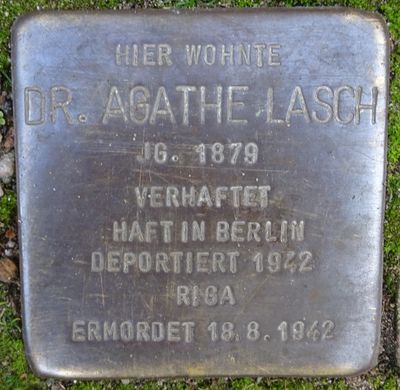 HIER WOHNTE
DR. AGATHE LASCH
JG. 1879
VERHAFTET
HAFT IN BERLIN
DEPORTIERT 1942
RIGA
ERMORDET 18.8.1942